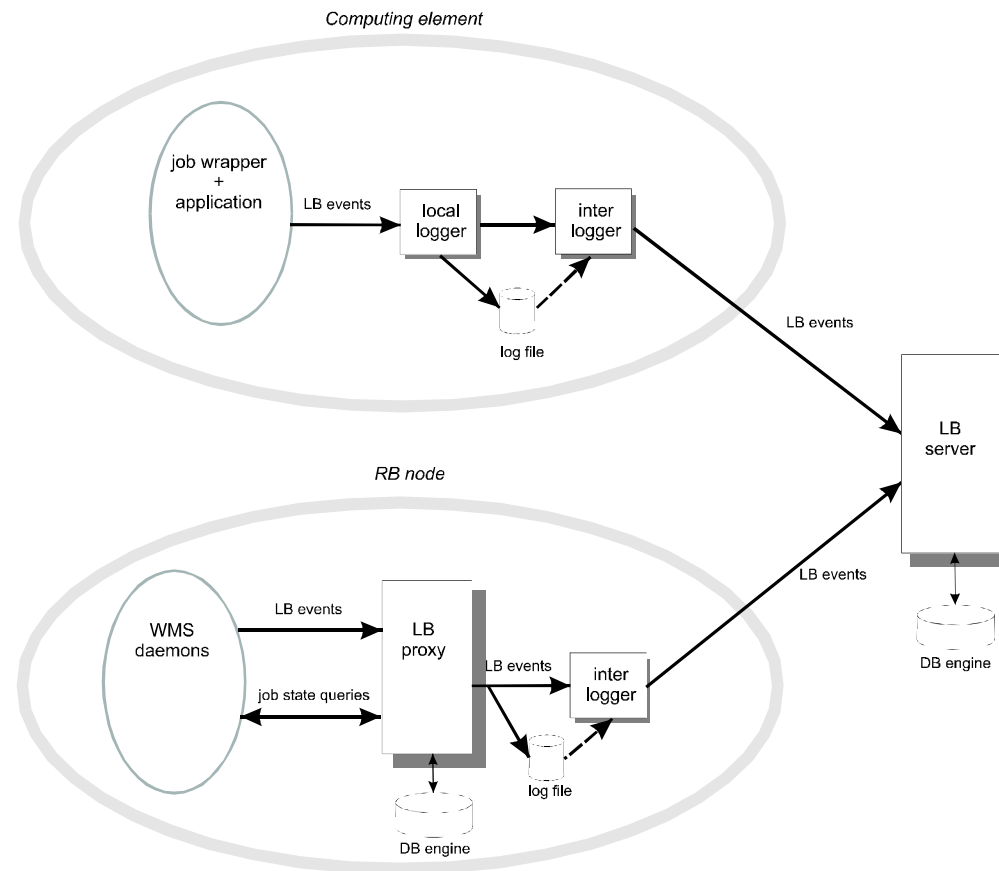 Computing element
job wrapper
+
application
LB events
local
logger
inter
logger
log file
LB events
LB
server
DB engine
RB node
WMS
daemons
LB events
job state queries
LB
proxy
LB events
inter
logger
log file
DB engine
LB events